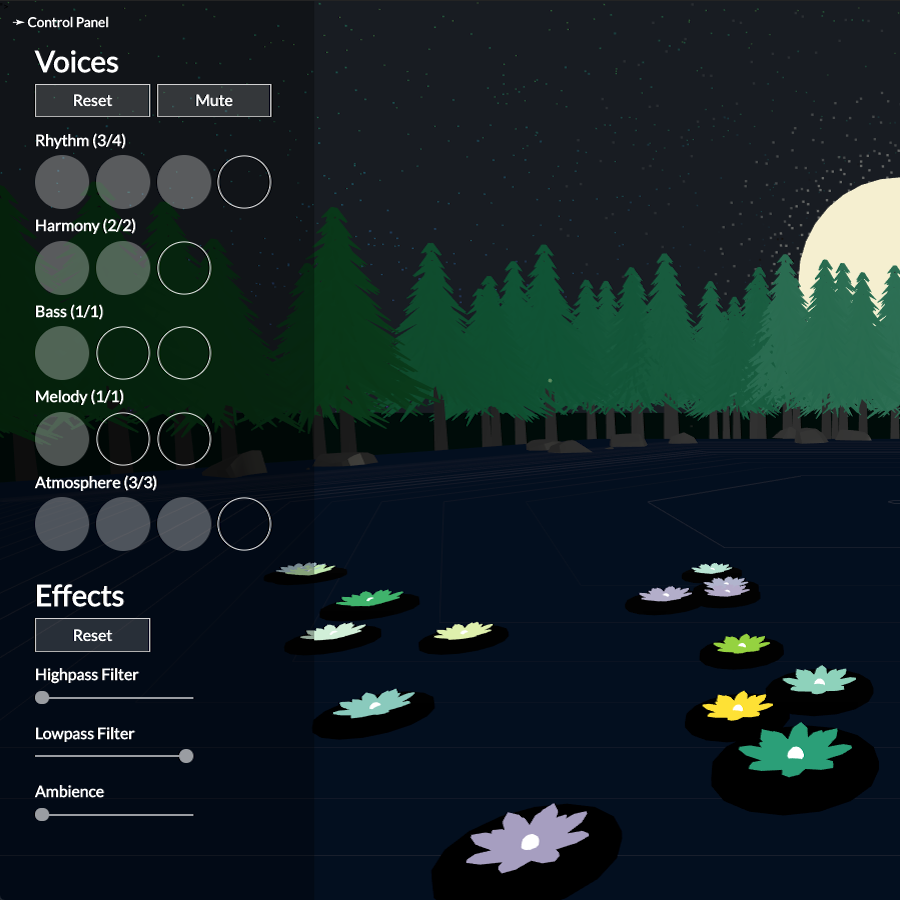 Control Panel
Voices
Reset
Mute
Rhythm (3/4)
Harmony (2/2)
Bass (1/1)
Melody (1/1)
Atmosphere (3/3)
Effects
Reset
Highpass Filter
Lowpass Filter
Ambience